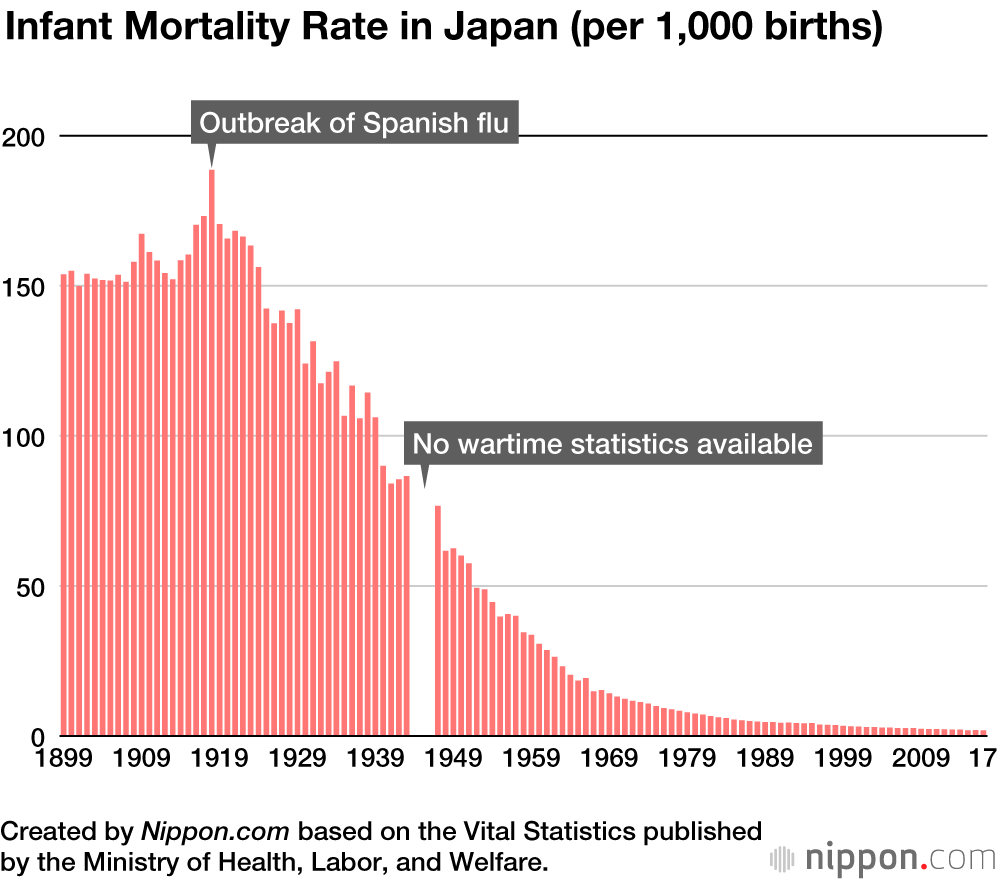 Infant Mortality Rate in Japan (per 1,000 births)
Outbreak of Spanish flu
200
150
100
No wartime statistics available
50
0
1899 1909 1919 1929 1939 1949 1959 1969 1979 1989 1999 2009 17
Created by Nippon.com based on the Vital Statistics published
by the Ministry of Health, Labor, and Welfare.
nippon.com